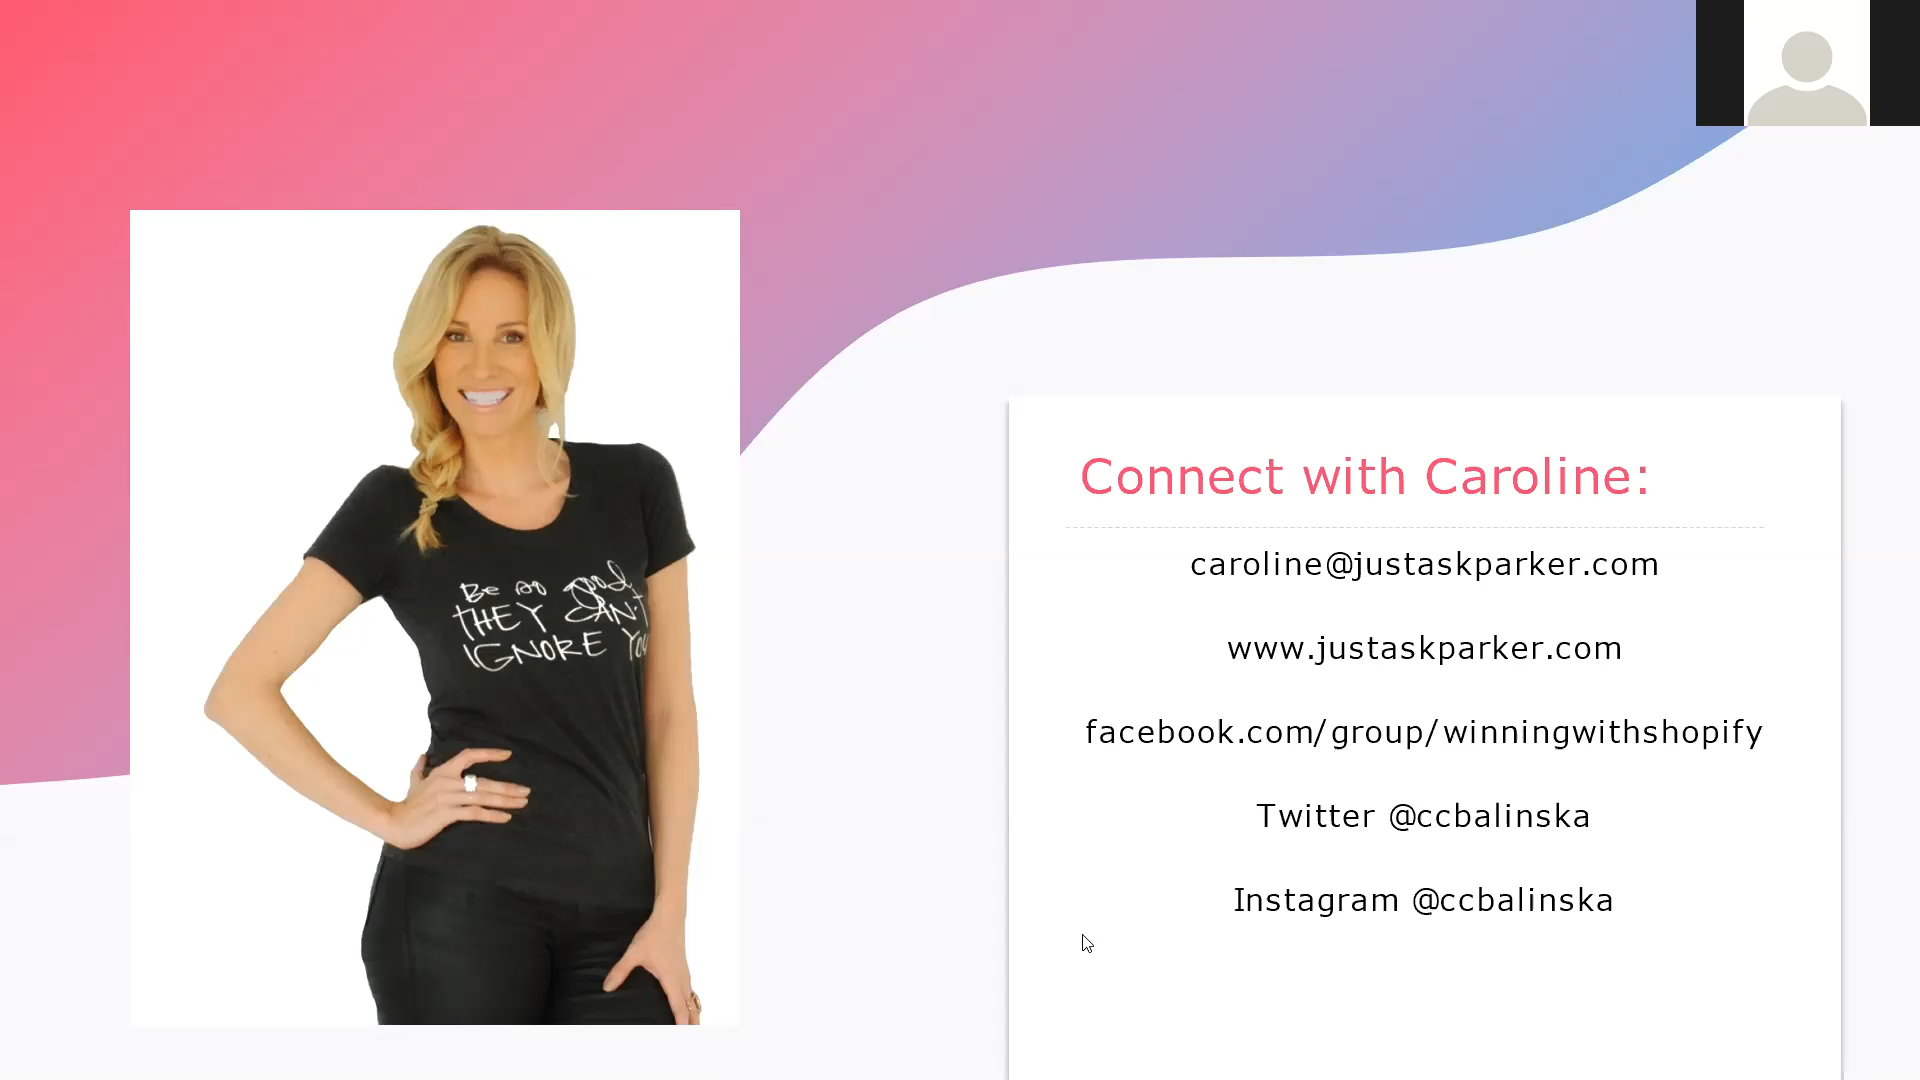 Be so good
THEY CAN'T
IGNORE YOU
Connect with Caroline:
caroline@justaskparker.com
www.justaskparker.com
facebook.com/group/winningwithshopify
Twitter @ccbalinska
Instagram @ccbalinska